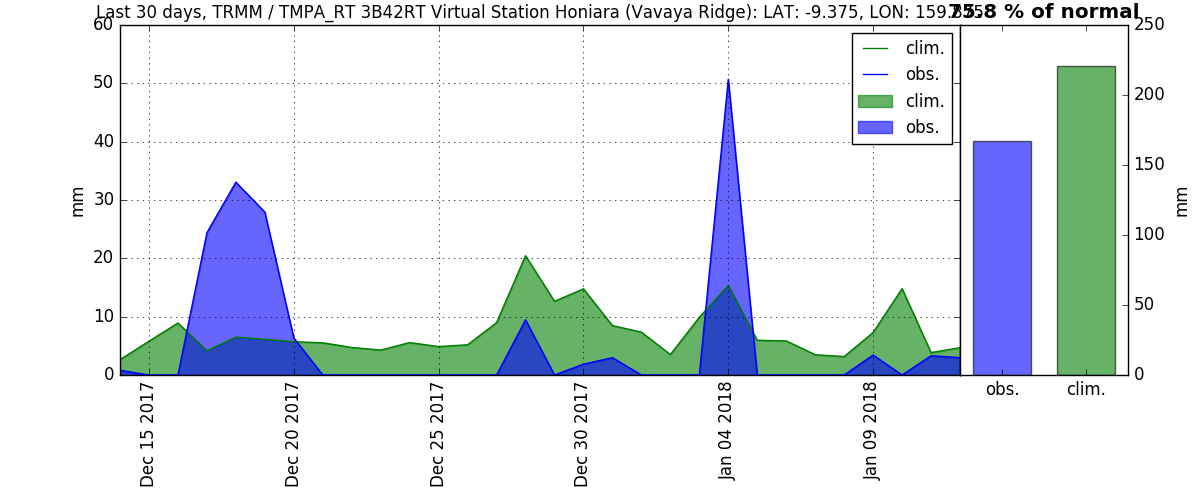 Last 30 days, TRMM / TMPA_RT 3B42RT Virtual Station Honiara (Vavaya Ridge): LAT: -9.375, LON: 159.875
75.8 % of normal
60
50
40
30
20
10
0
mm
clim.
obs.
clim.
obs.
250
200
150
100
50
0
mm
Dec 15 2017
Dec 20 2017
Dec 25 2017
Dec 30 2017
Jan 04 2018
Jan 09 2018
obs.
clim.